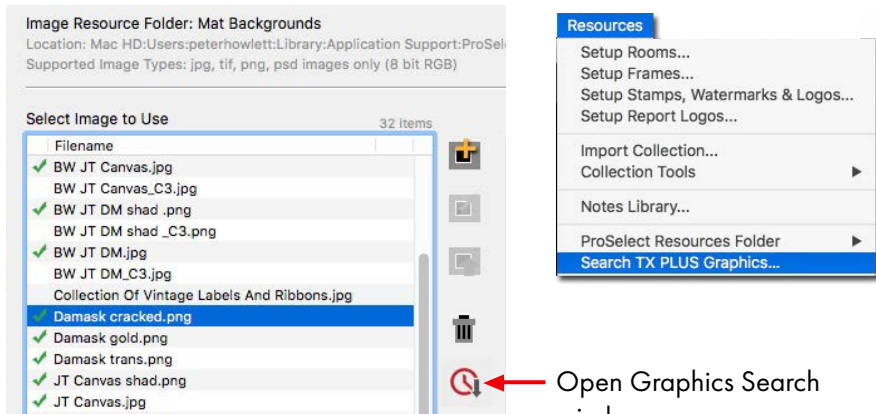 Image Resource Folder: Mat Backgrounds
Location: Mac HD:Users:peterhowlett:Library:Application Support:ProSel
Supported Image Types: jpg, tif, png, psd images only (8 bit RGB)
Select Image to Use
32 items
Filename
BW JT Canvas.jpg
BW JT Canvas_C3.jpg
BW JT DM shad .png
BW JT DM shad _C3.png
BW JT DM.jpg
BW JT DM_C3.jpg
Collection Of Vintage Labels And Ribbons.jpg
Damask cracked.png
Damask gold.png
Damask trans.png
JT Canvas shad.png
JT Canvas.jpg
Resources
Setup Rooms...
Setup Frames...
Setup Stamps, Watermarks & Logos...
Setup Report Logos...
Import Collection...
Collection Tools
Notes Library...
ProSelect Resources Folder
Search TX PLUS Graphics...
Open Graphics Search